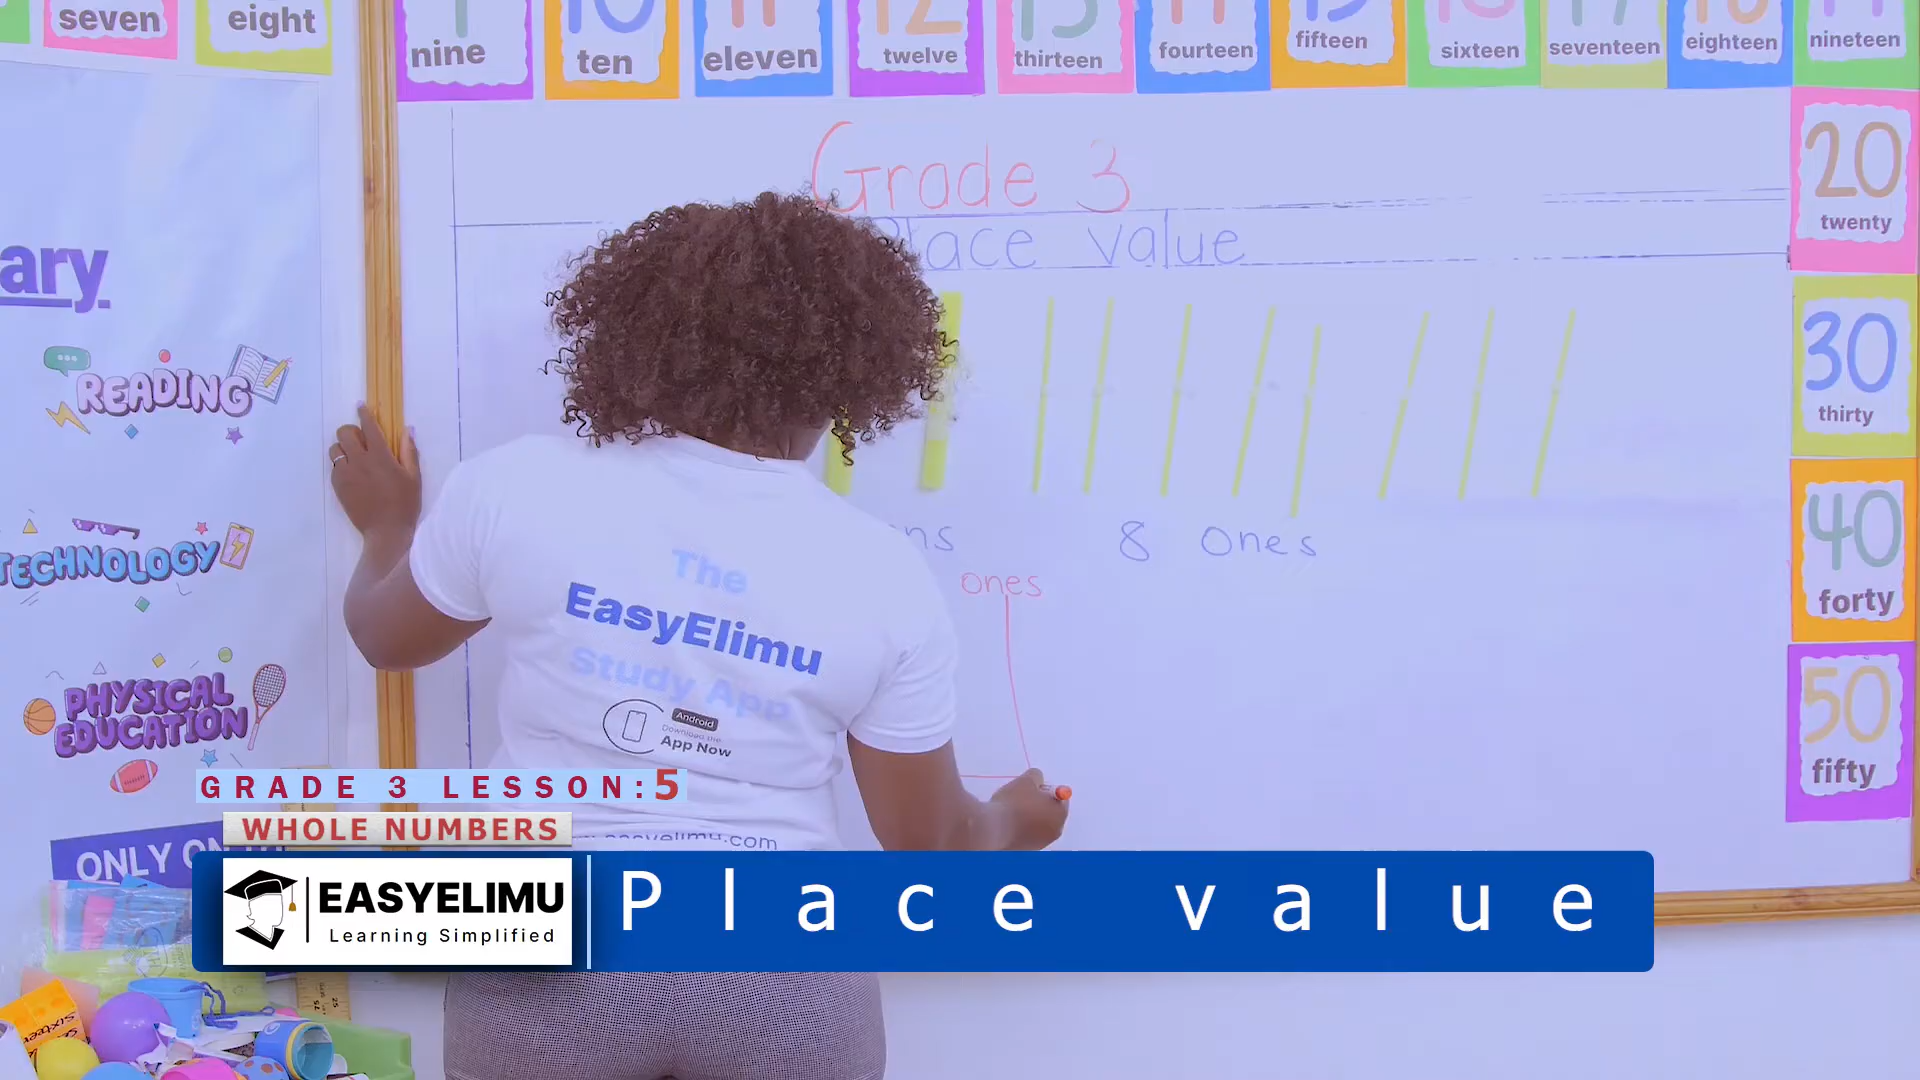 seven
eight
nine
ten
eleven
twelve
thirteen
fourteen
fifteen
sixteen
seventeen
eighteen
nineteen
Grade 3
Place value
20
twenty
30
thirty
40
forty
50
fifty
ary
READING
TECHNOLOGY
PHYSICAL
EDUCATION
ONLY ON
8 Ones
ones
The
EasyElimu
Study App
Android
Download the
App Now
easyelimu.com
GRADE 3 LESSON:5
WHOLE NUMBERS
EASYELIMU
Learning Simplified
Place value